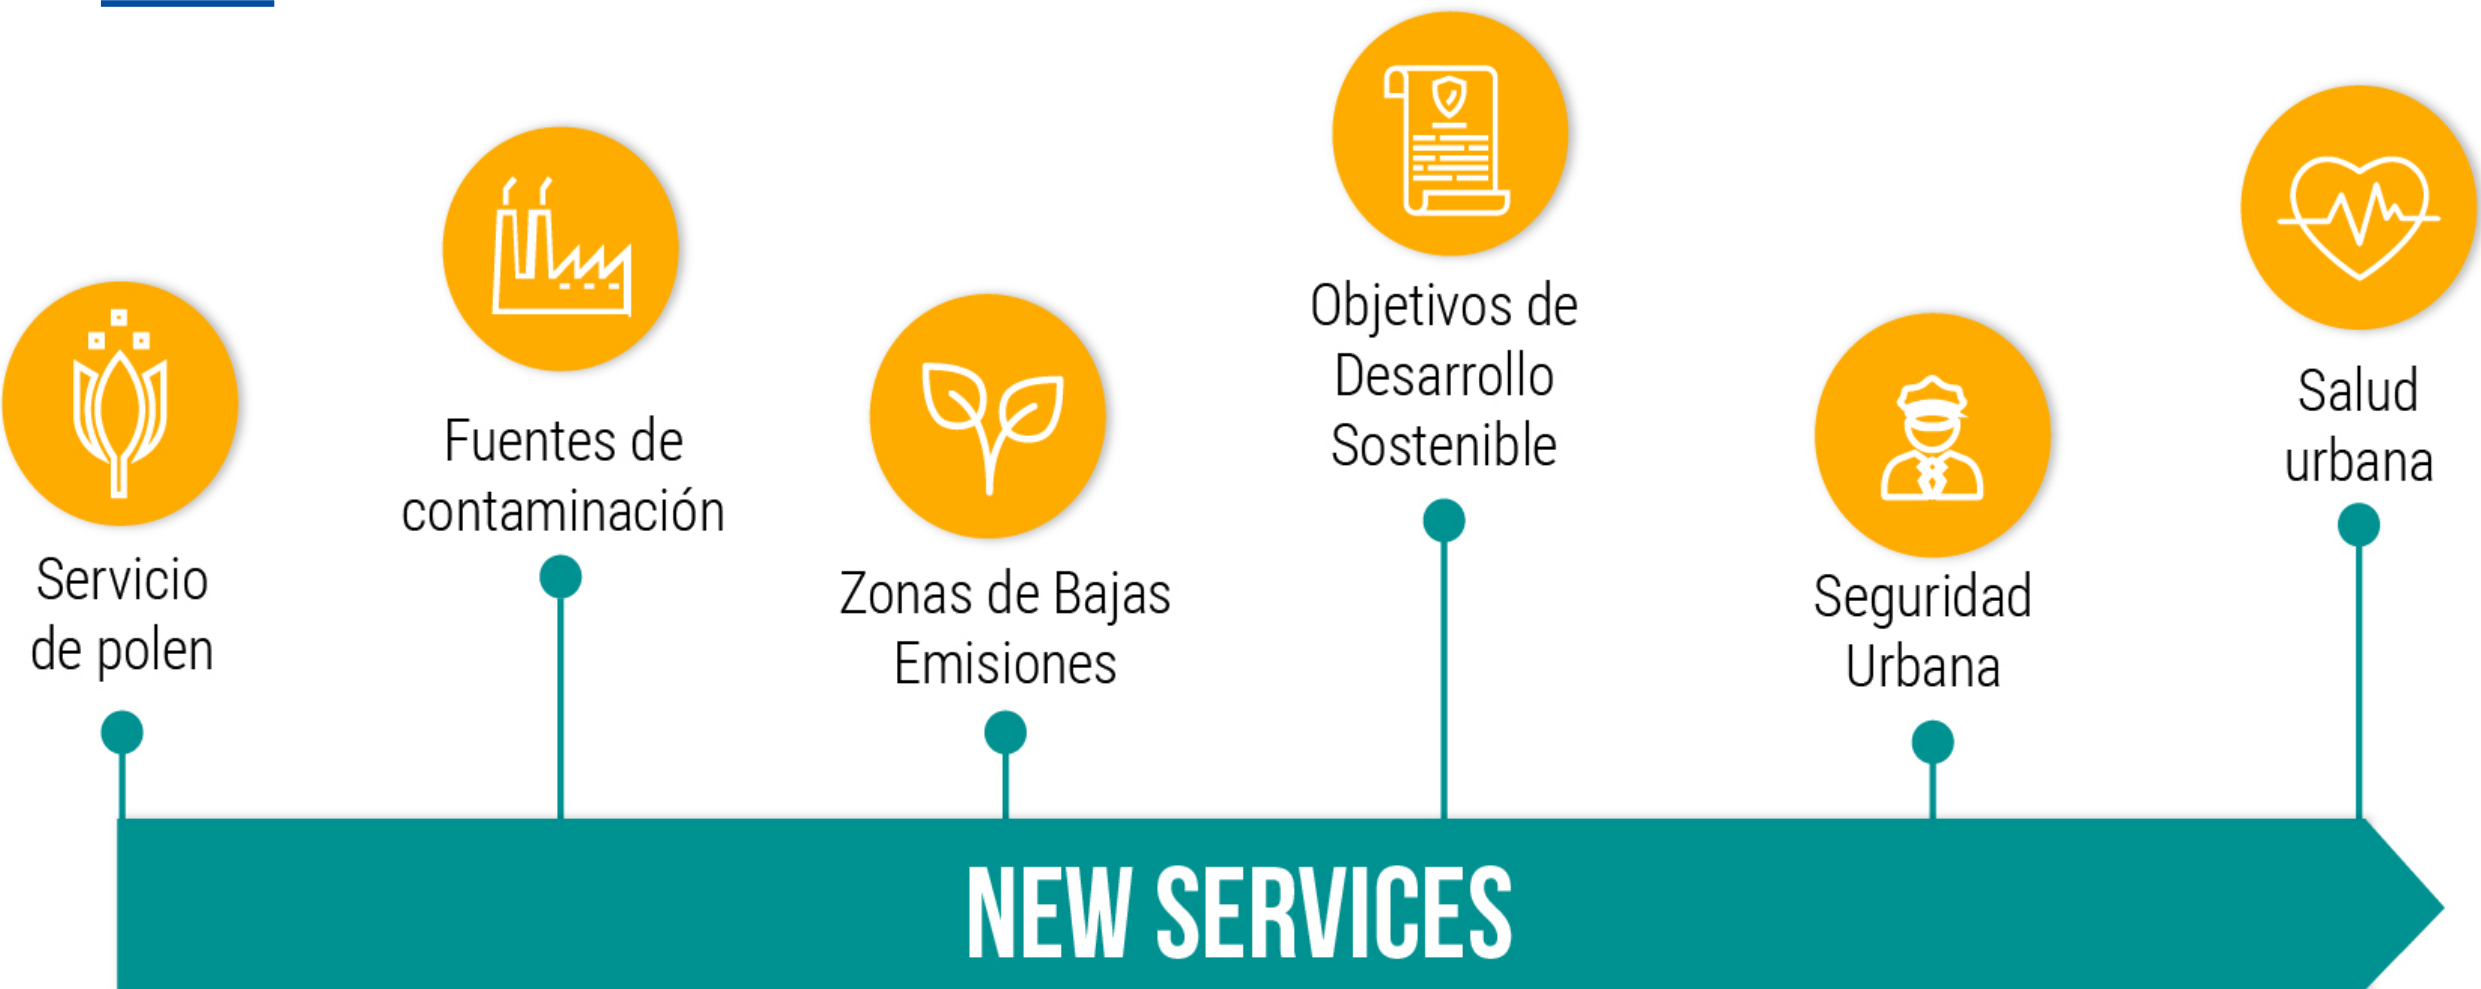 Servicio
de polen
Fuentes de
contaminación
Zonas de Bajas
Emisiones
Objetivos de
Desarrollo
Sostenible
Seguridad
Urbana
Salud
urbana
NEW SERVICES